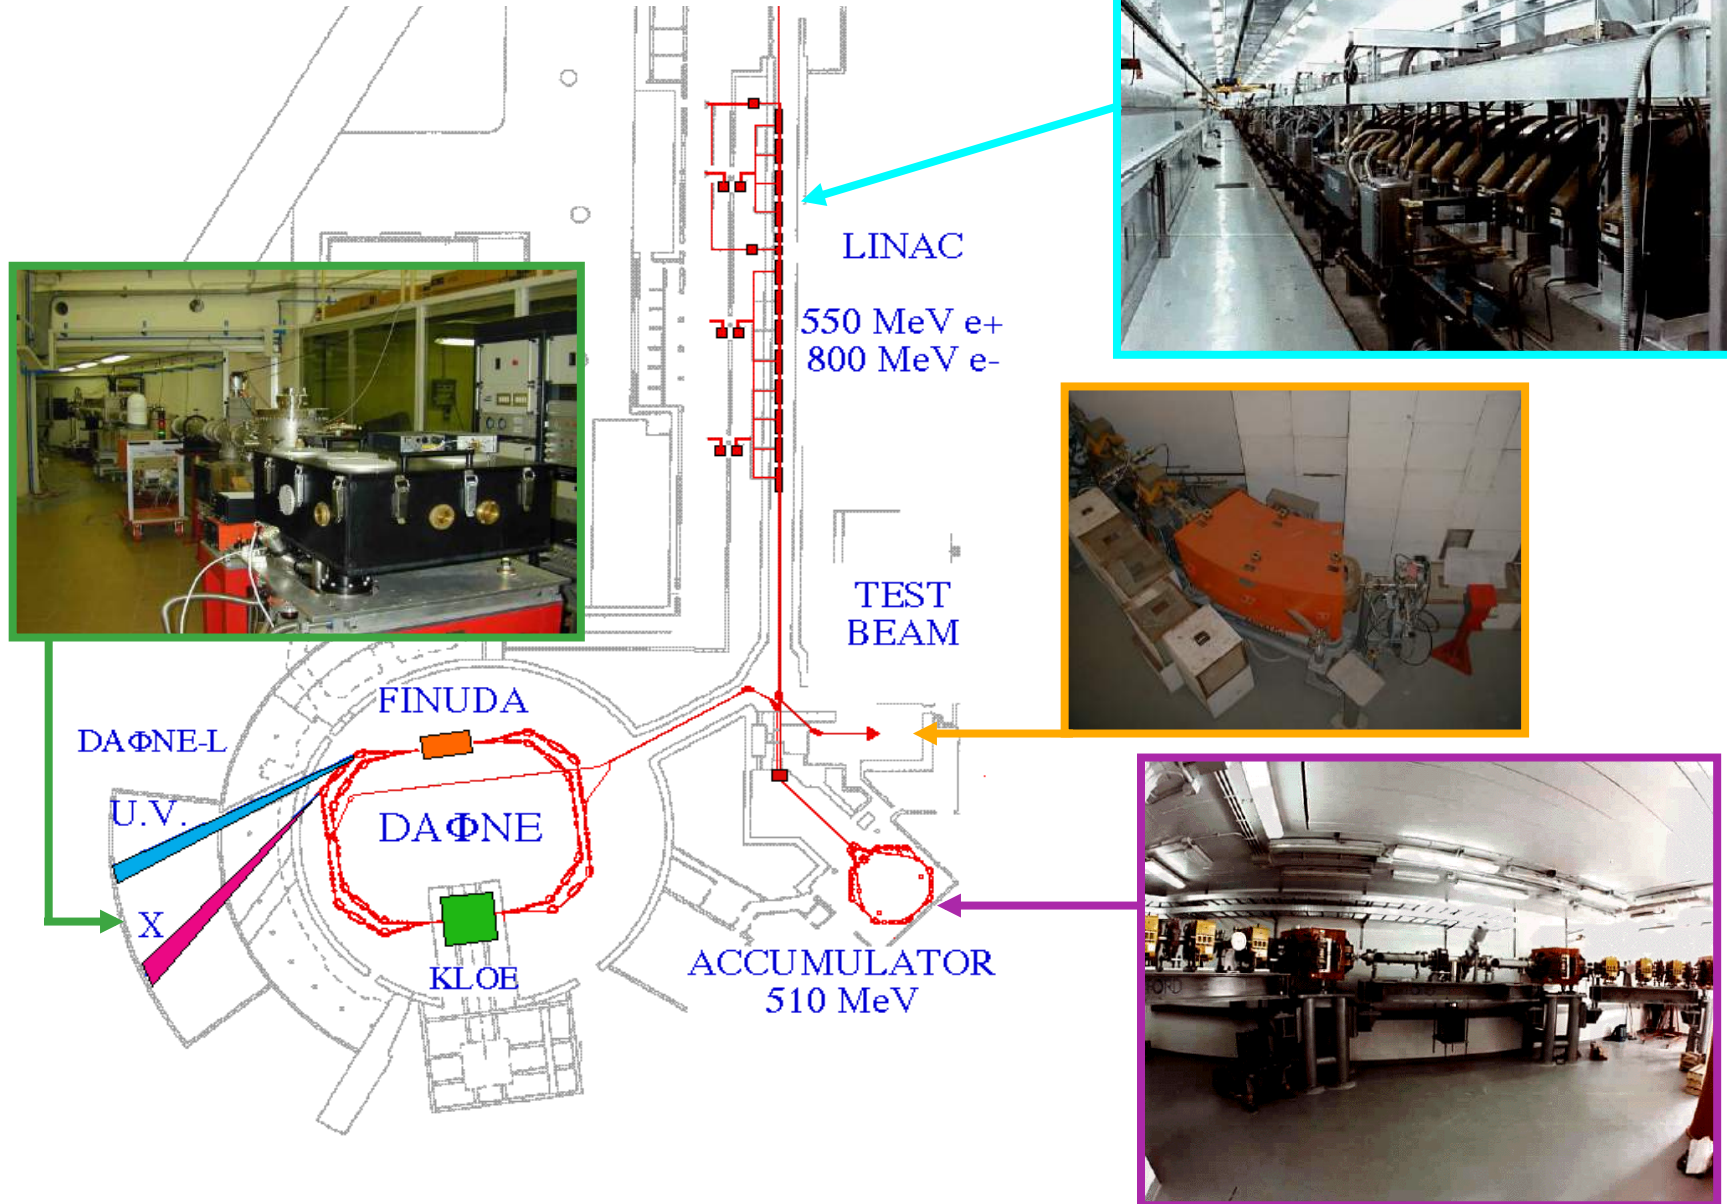 LINAC
550 MeV e+
800 MeV e-
TEST
BEAM
FINUDA
DAΦNE-L
U.V.
DAΦNE
X
KLOE
ACCUMULATOR
510 MeV